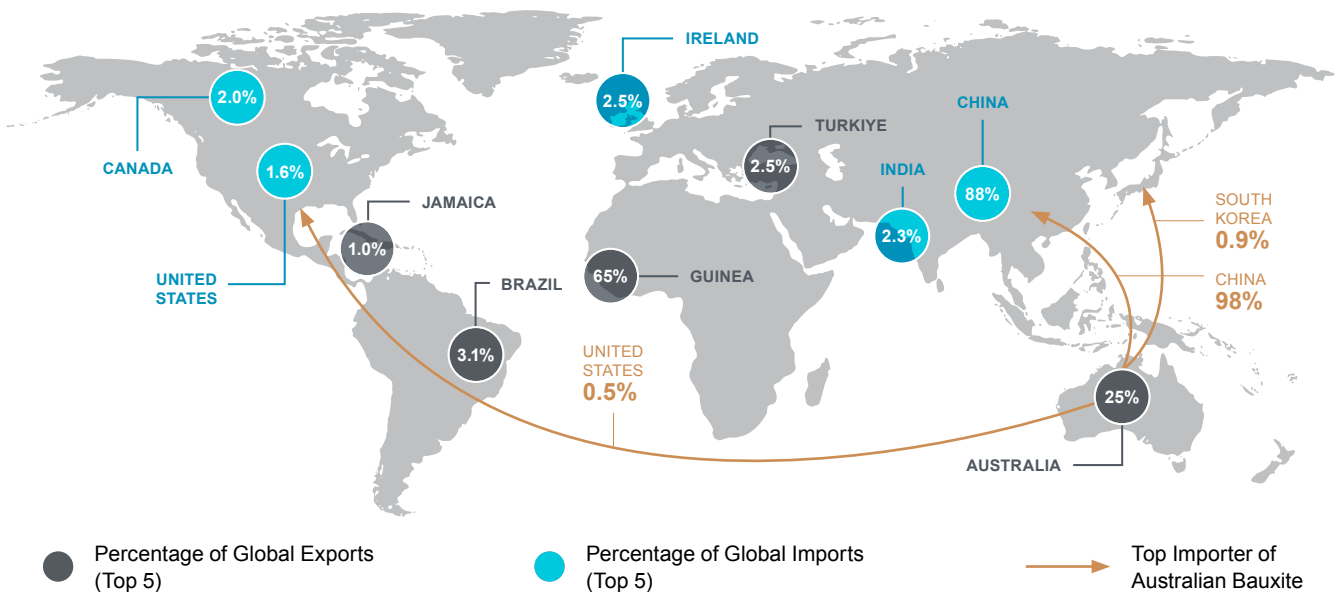 IRELAND
2.0%
2.5%
CHINA
TURKIYE
CANADA
1.6%
2.5%
INDIA
88%
JAMAICA
SOUTH
KOREA
0.9%
1.0%
2.3%
UNITED
STATES
BRAZIL
65%
GUINEA
CHINA
98%
3.1%
UNITED
STATES
0.5%
25%
AUSTRALIA
Percentage of Global Exports
(Top 5)
Percentage of Global Imports
(Top 5)
Top Importer of
Australian Bauxite